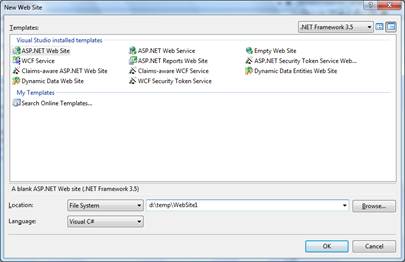 New Web Site
Templates:
.NET Framework 3.5
Visual Studio installed templates
ASP.NET Web Site
ASP.NET Web Service
Empty Web Site
WCF Service
ASP.NET Reports Web Site
ASP.NET Security Token Service Web...
Claims-aware ASP.NET Web Site
Claims-aware WCF Service
Dynamic Data Entities Web Site
Dynamic Data Web Site
WCF Security Token Service
My Templates
Search Online Templates...
A blank ASP.NET Web site (.NET Framework 3.5)
Location:
File System
d:\temp\WebSite1
Browse...
Language:
Visual C#
OK
Cancel